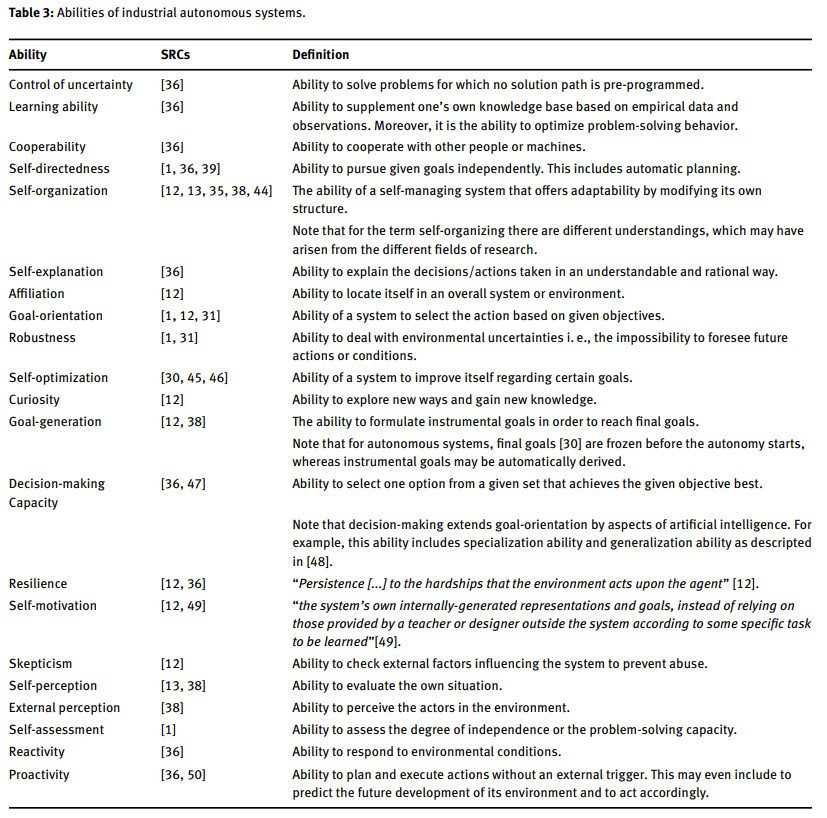 Table 3: Abilities of industrial autonomous systems.
Ability SRCs Definition
Control of uncertainty [36] Ability to solve problems for which no solution path is pre-programmed.
Learning ability [36] Ability to supplement one's own knowledge base based on empirical data and
observations. Moreover, it is the ability to optimize problem-solving behavior.
Cooperability [36] Ability to cooperate with other people or machines.
Self-directedness [1, 36, 39] Ability to pursue given goals independently. This includes automatic planning.
Self-organization [12, 13, 35, 38, 44] The ability of a self-managing system that offers adaptability by modifying its own
structure.
Note that for the term self-organizing there are different understandings, which may have
arisen from the different fields of research.
Self-explanation [36] Ability to explain the decisions/actions taken in an understandable and rational way.
Affiliation [12] Ability to locate itself in an overall system or environment.
Goal-orientation [1, 12, 31] Ability of a system to select the action based on given objectives.
Robustness [1, 31] Ability to deal with environmental uncertainties i. e., the impossibility to foresee future
actions or conditions.
Self-optimization [30, 45, 46] Ability of a system to improve itself regarding certain goals.
Curiosity [12] Ability to explore new ways and gain new knowledge.
Goal-generation [12, 38] The ability to formulate instrumental goals in order to reach final goals.
Note that for autonomous systems, final goals [30] are frozen before the autonomy starts,
whereas instrumental goals may be automatically derived.
Decision-making [36, 47] Ability to select one option from a given set that achieves the given objective best.
Capacity
Note that decision-making extends goal-orientation by aspects of artificial intelligence. For
example, this ability includes specialization ability and generalization ability as descripted
in [48].
Resilience [12, 36] "Persistence [...] to the hardships that the environment acts upon the agent" [12].
Self-motivation [12, 49] "the system's own internally-generated representations and goals, instead of relying on
those provided by a teacher or designer outside the system according to some specific task
to be learned"[49].
Skepticism [12] Ability to check external factors influencing the system to prevent abuse.
Self-perception [13, 38] Ability to evaluate the own situation.
External perception [38] Ability to perceive the actors in the environment.
Self-assessment [1] Ability to assess the degree of independence or the problem-solving capacity.
Reactivity [36] Ability to respond to environmental conditions.
Proactivity [36, 50] Ability to plan and execute actions without an external trigger. This may even include to
predict the future development of its environment and to act accordingly.